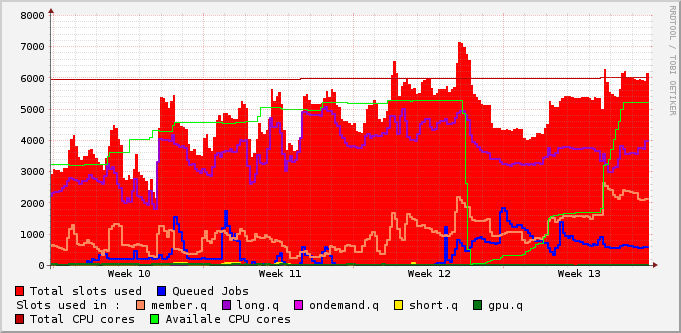 RRDTOOL / TOBI OETIKER
8000
7000
6000
5000
4000
3000
2000
1000
0
Week 10 Week 11 Week 12 Week 13
Total slots used Queued Jobs
Slots used in : member.q long.q ondemand.q short.q gpu.q
Total CPU cores Availale CPU cores